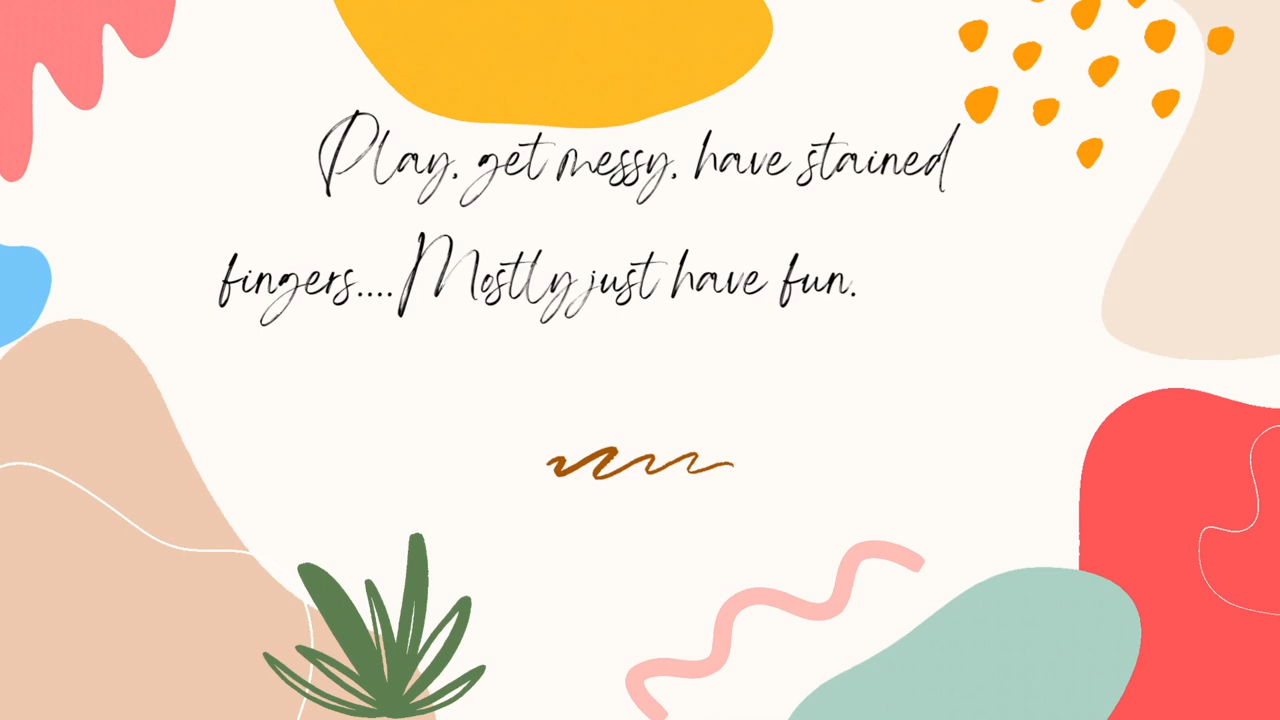 Play, get messy, have stained
fingers....Mostly just have fun.